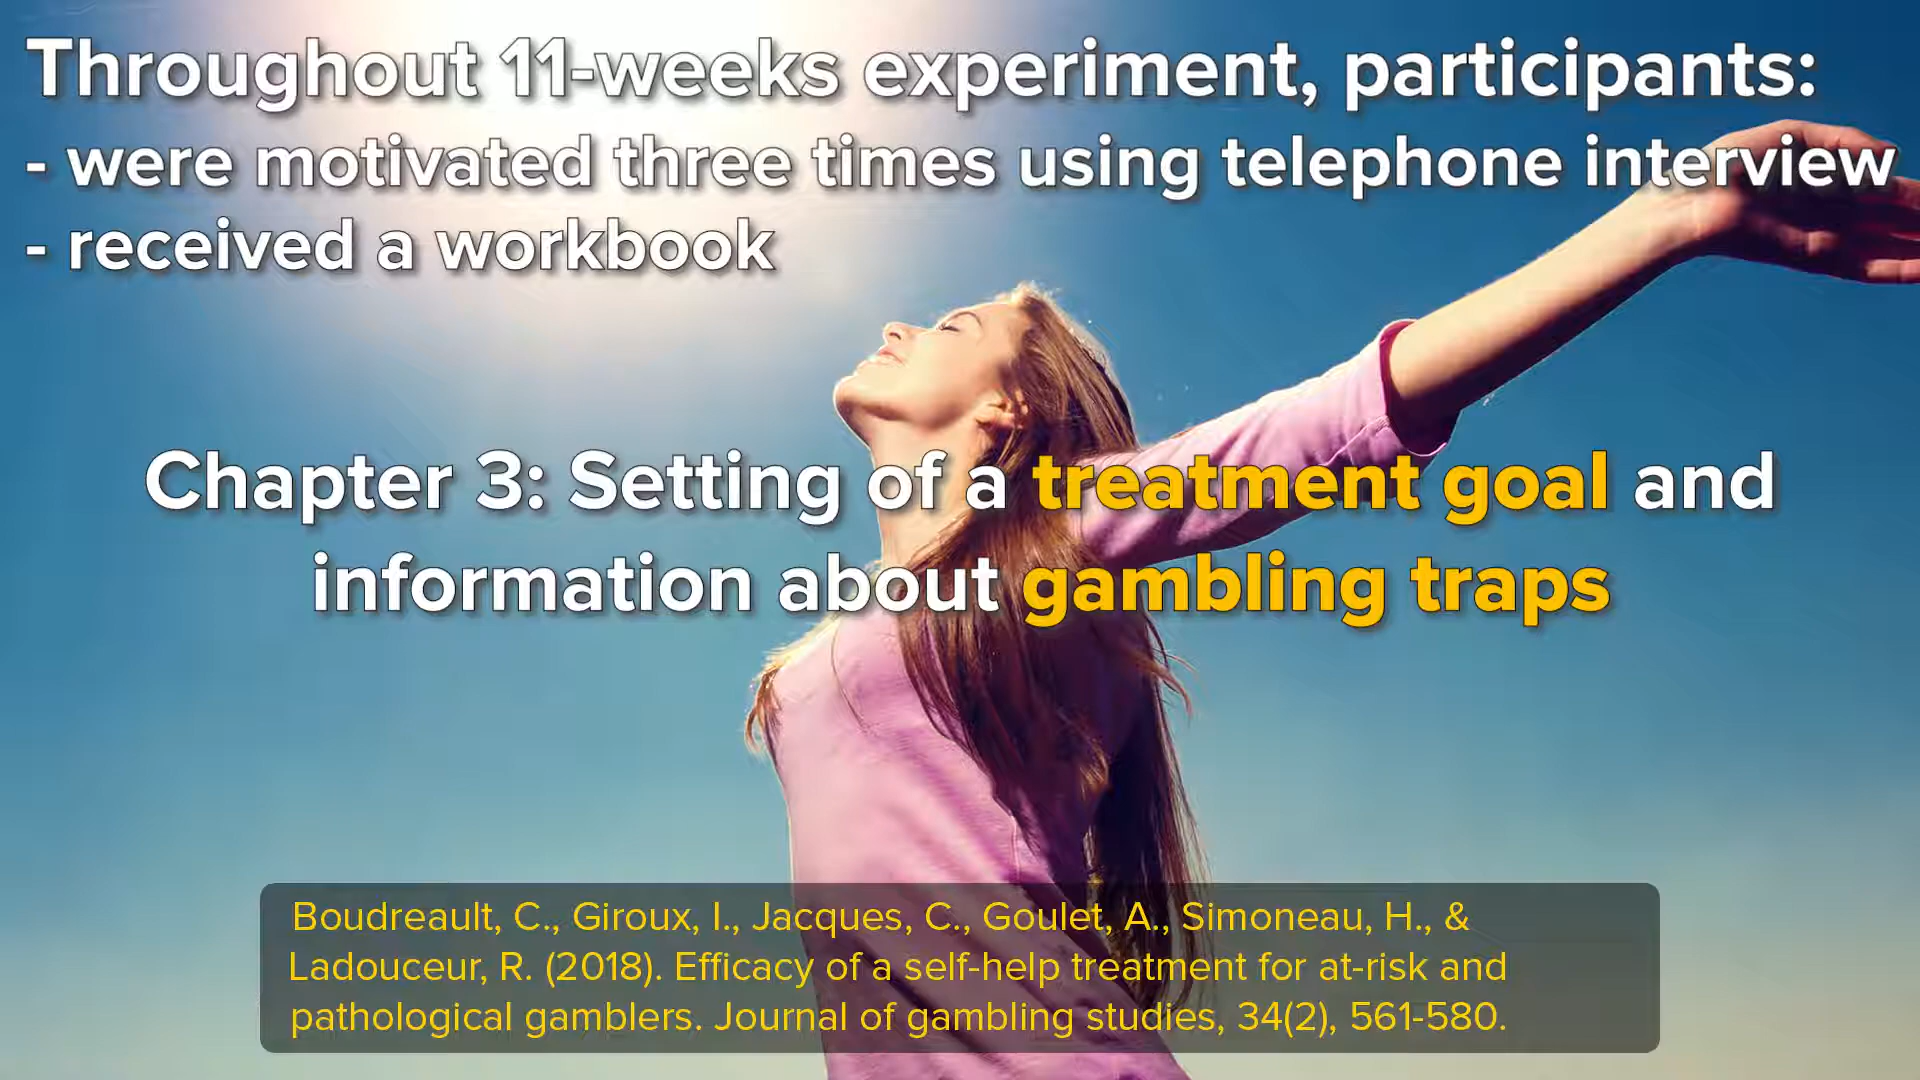 Throughout 11-weeks experiment, participants:
- were motivated three times using telephone interview
- received a workbook
Chapter 3: Setting of a treatment goal and
information about gambling traps
Boudreault, C., Giroux, I., Jacques, C., Goulet, A., Simoneau, H., &
Ladouceur, R. (2018). Efficacy of a self-help treatment for at-risk and
pathological gamblers. Journal of gambling studies, 34(2), 561-580.